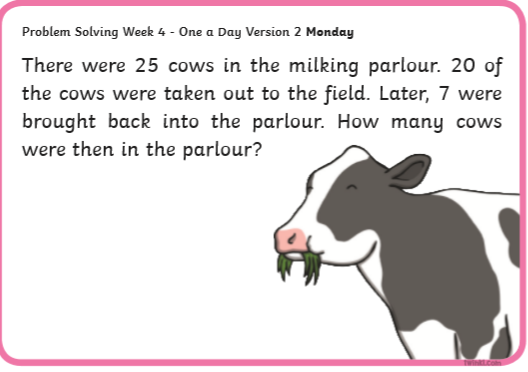 Problem Solving Week 4 - One a Day Version 2 Monday
There were 25 cows in the milking parlour. 20 of
the cows were taken out to the field. Later, 7 were
brought back into the parlour. How many cows
were then in the parlour?
twinkl.com